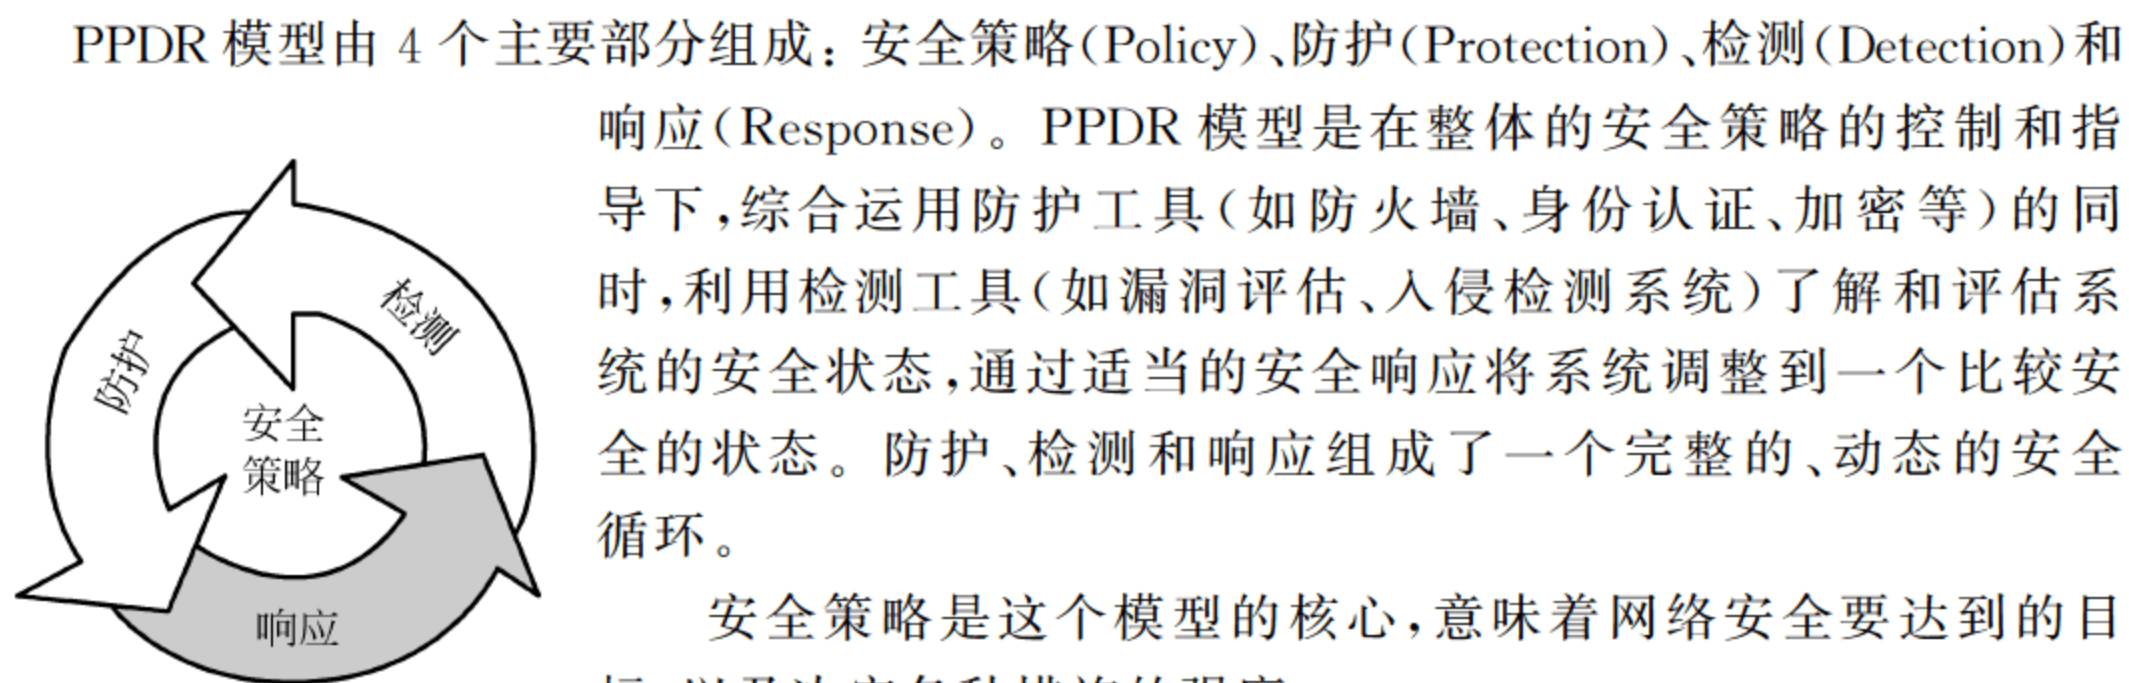 PPDR 模型由 4 个主要部分组成：安全策略(Policy)、防护(Protection)、检测(Detection)和
响应(Response)。PPDR 模型是在整体的安全策略的控制和指
导下，综合运用防护工具(如防火墙、身份认证、加密等)的同
时，利用检测工具(如漏洞评估、入侵检测系统)了解和评估系
统的安全状态，通过适当的安全响应将系统调整到一个比较安
全的状态。防护、检测和响应组成了一个完整的、动态的安全
循环。
安全策略是这个模型的核心，意味着网络安全要达到的目
检测
防护
安全
策略
响应